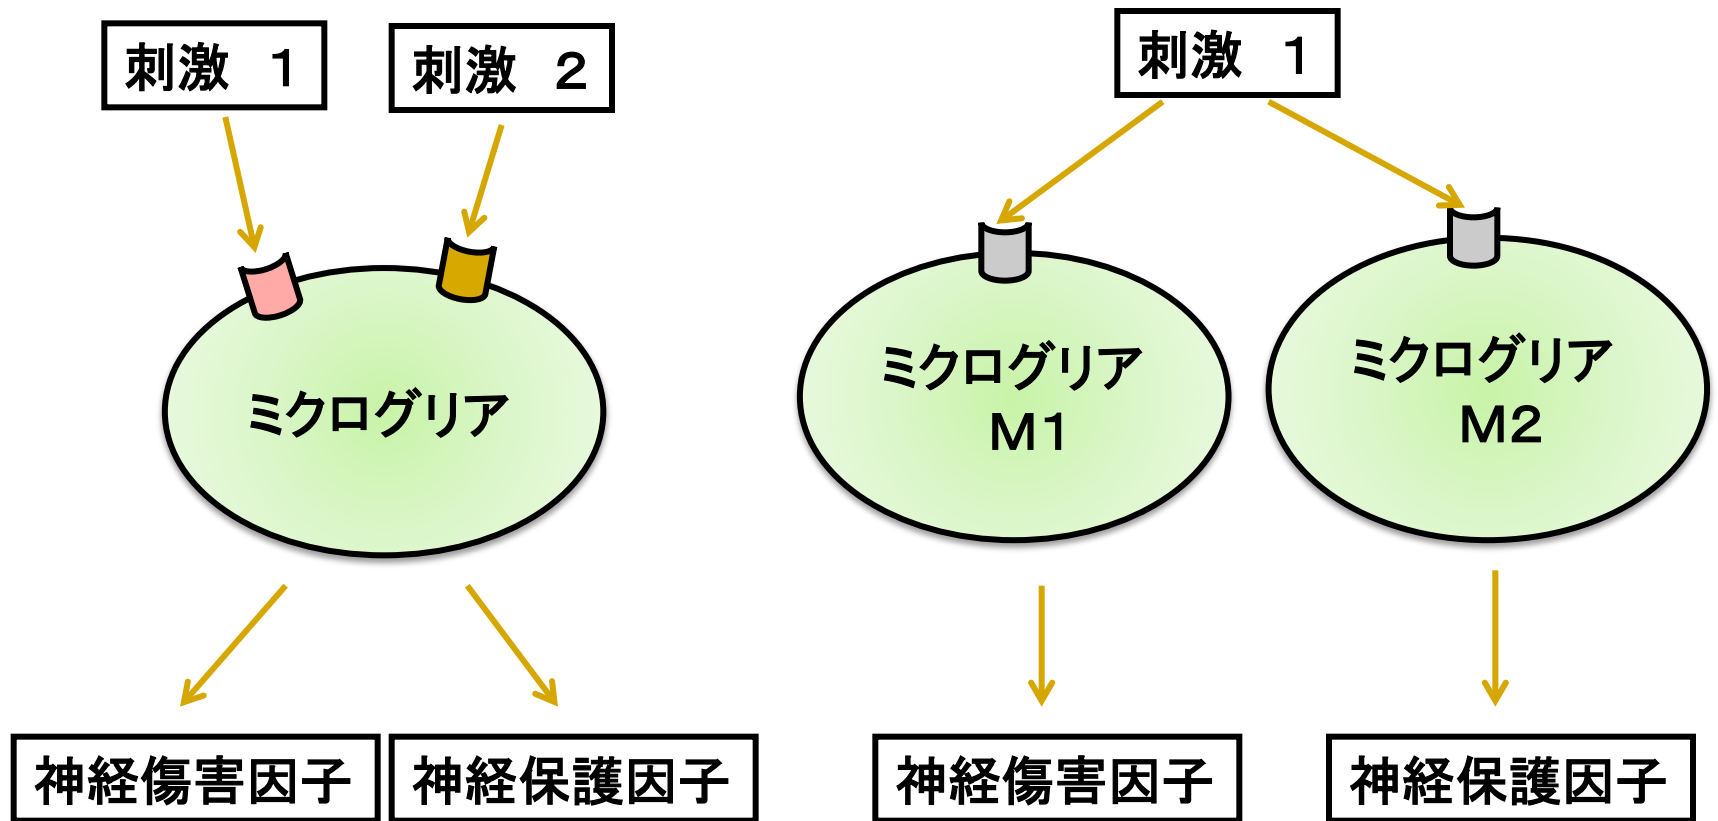 刺激　１
刺激　２
刺激　１
ミクログリア
ミクログリア
Ｍ１
ミクログリア
Ｍ２
神経傷害因子
神経保護因子
神経傷害因子
神経保護因子